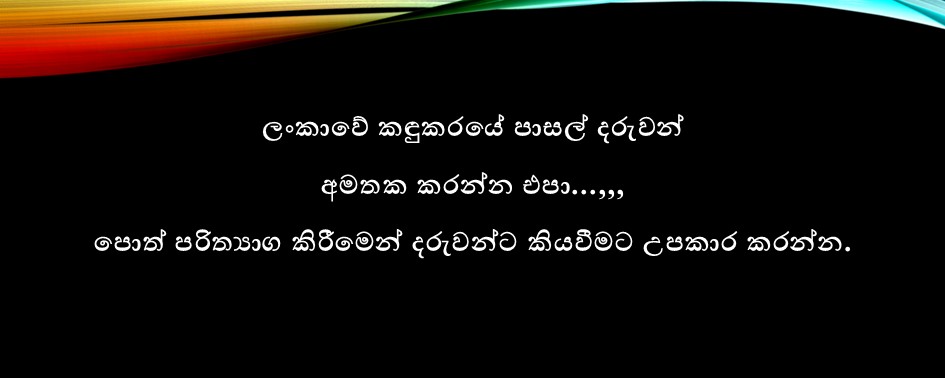 ලංකාවේ කඳුකරයේ පාසල් දරුවන්
අමතක කරන්න එපා...,,,
පොත් පරිත්‍යාග කිරීමෙන් දරුවන්ට කියවීමට උපකාර කරන්න.